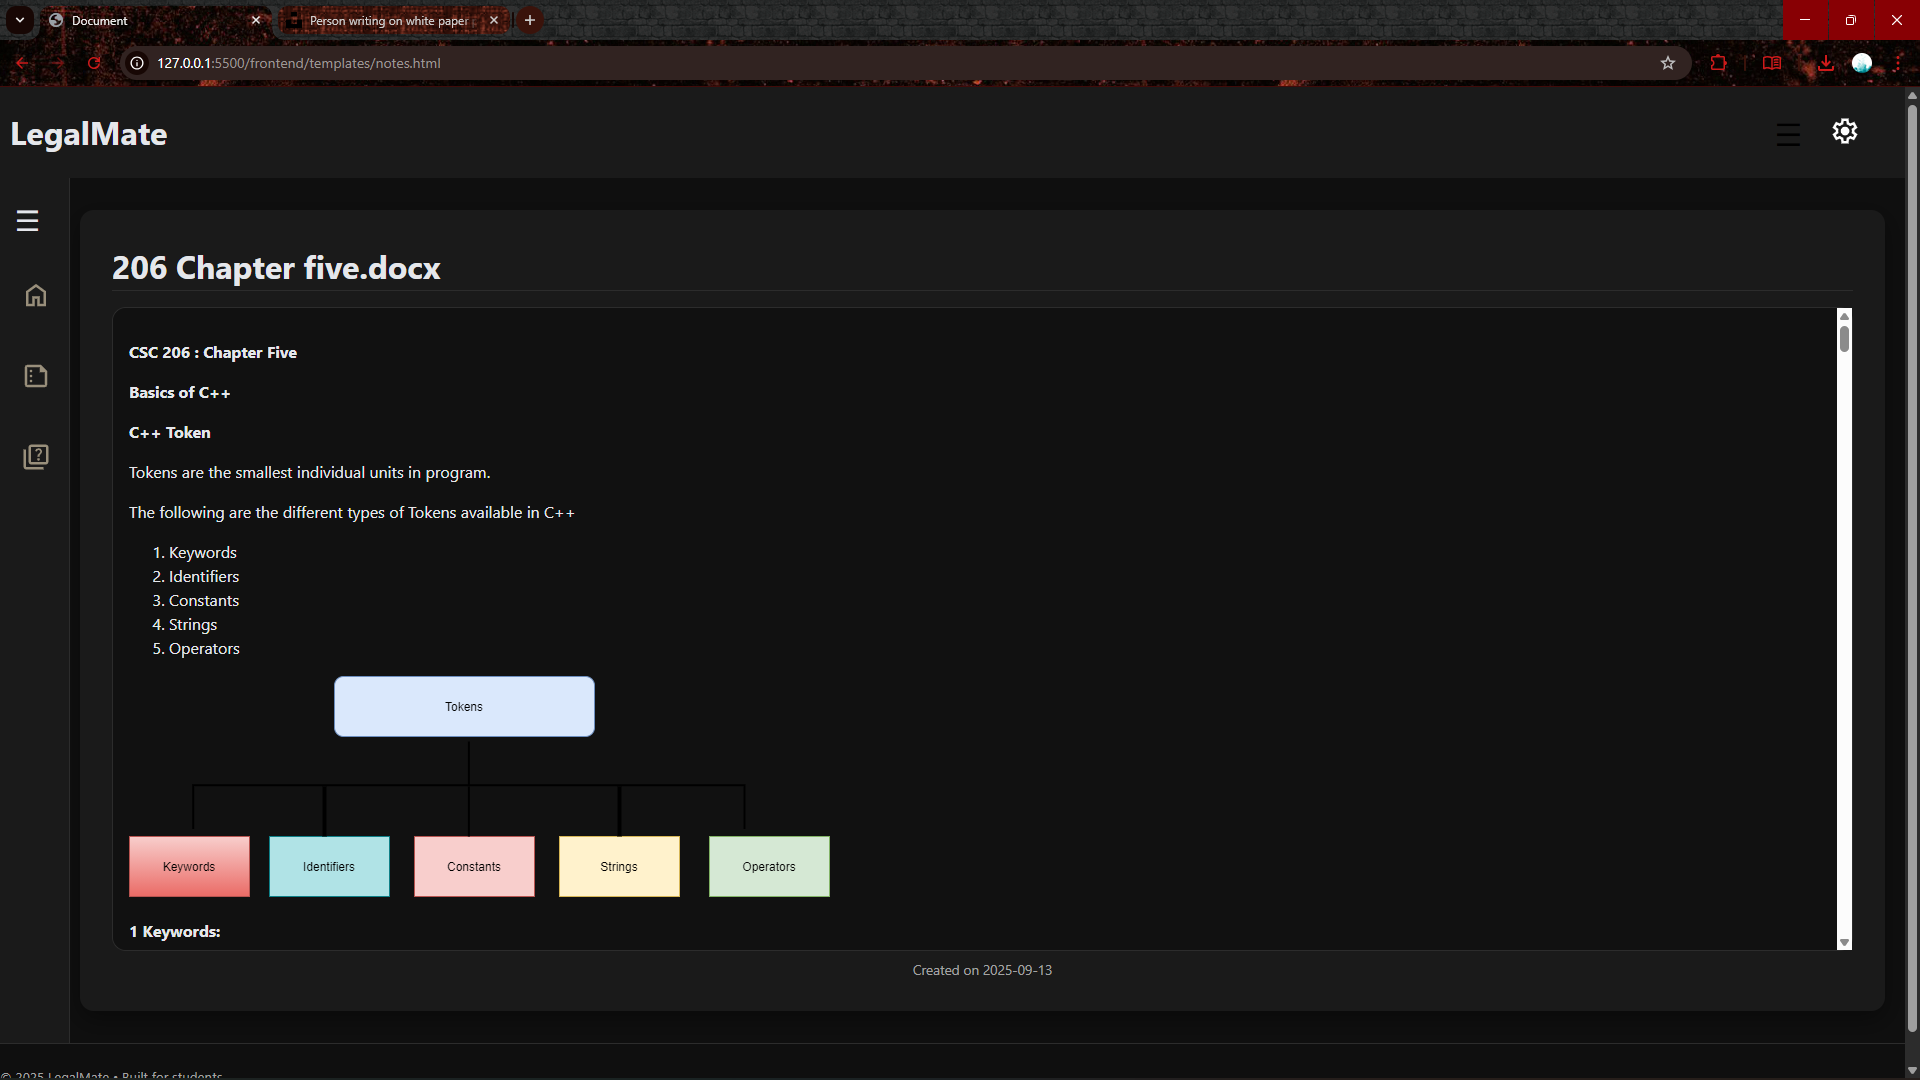 Document
Person writing on white paper
127.0.0.1:5500/frontend/templates/notes.html
LegalMate
206 Chapter five.docx
CSC 206 : Chapter Five
Basics of C++
C++ Token
Tokens are the smallest individual units in program.
The following are the different types of Tokens available in C++
1. Keywords
2. Identifiers
3. Constants
4. Strings
5. Operators
Tokens
Keywords Identifiers Constants Strings Operators
1 Keywords:
Created on 2025-09-13
© 2025 LegalMate • Built for students